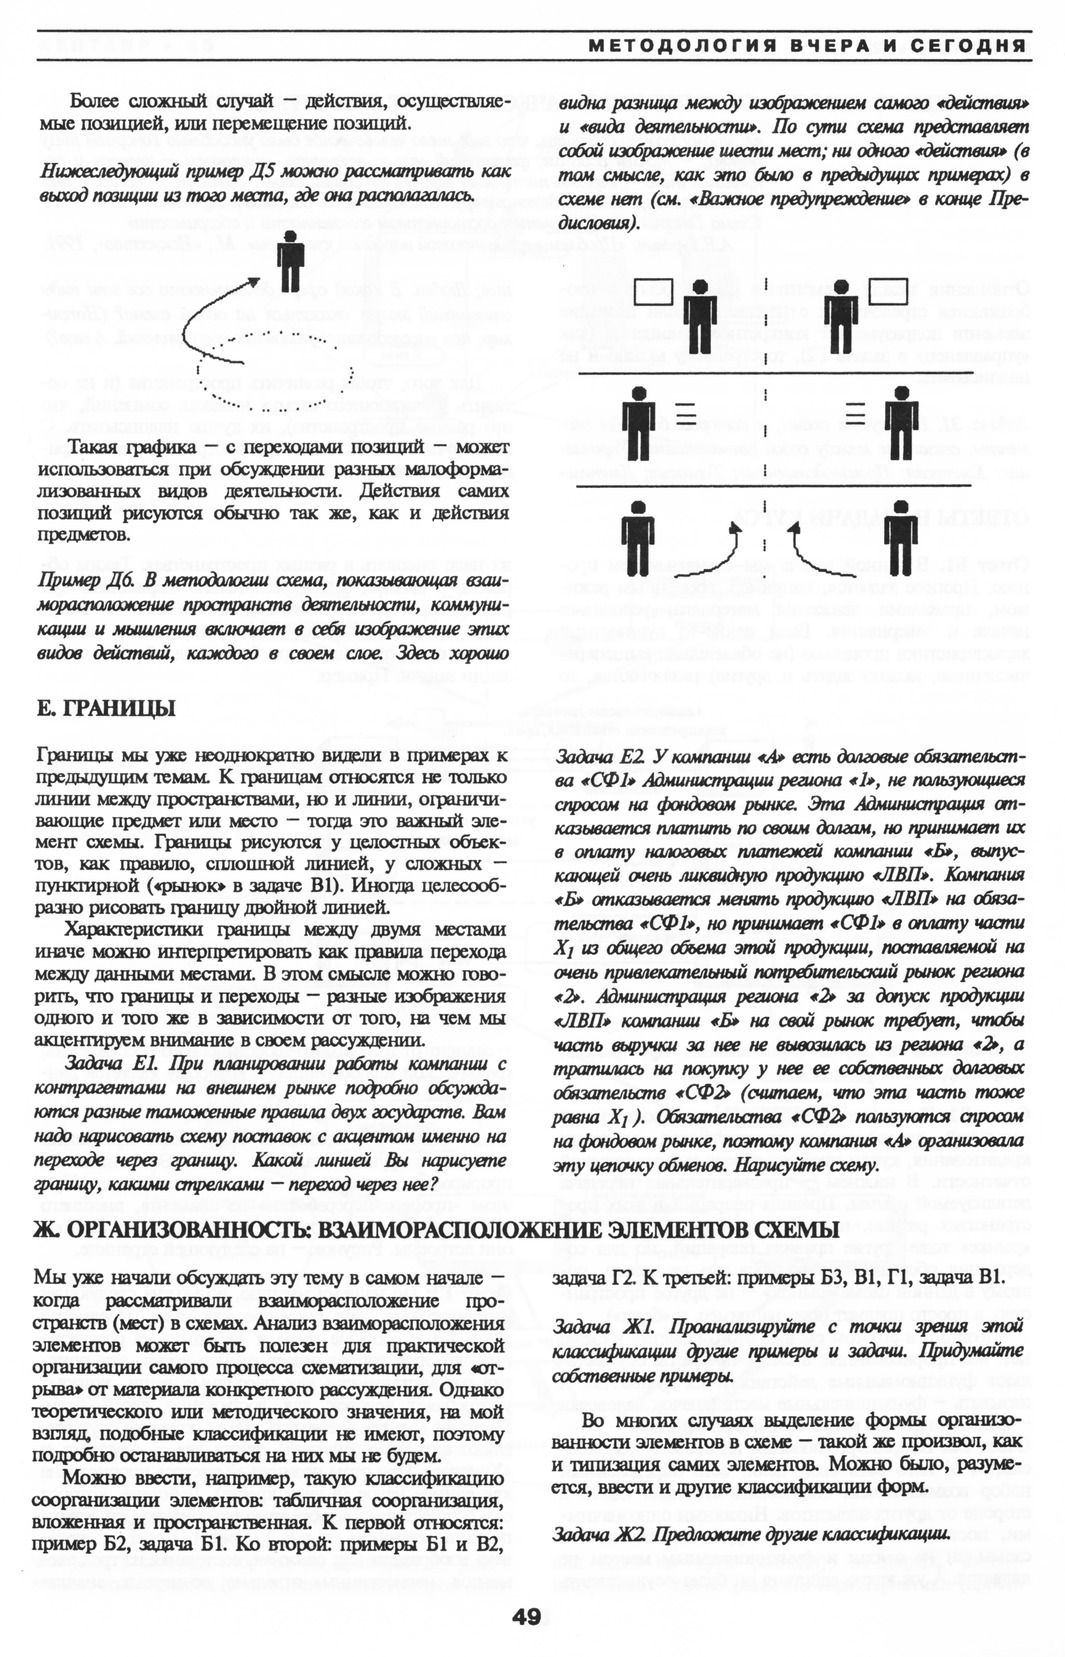 МЕТОДОЛОГИЯ ВЧЕРА И СЕГОДНЯ
Более сложный случай — действия, осуществляе-
мые позицией, или перемещение позиций.
Нижеследующий пример Д5 можно рассматривать как
выход позиции из того места, где она располагалась.
Такая графика — с переходами позиций — может
использоваться при обсуждении разных малоформа-
лизованных видов деятельности. Действия самих
позиций рисуются обычно так же, как и действия
предметов.
Пример Д6. В методологии схема, показывающая взаи-
морасположение пространств деятельности, коммуни-
кации и мышления включает в себя изображение этих
видов действий, каждого в своем слое. Здесь хорошо
видна разница между изображением самого «действия»
и «вида деятельности». По сути схема представляет
собой изображение шести мест; ни одного «действия» (в
том смысле, как это было в предыдущих примерах) в
схеме нет (см. «Важное предупреждение» в конце Пре-
дисловия).
Е. ГРАНИЦЫ
Границы мы уже неоднократно видели в примерах к
предыдущим темам. К границам относятся не только
линии между пространствами, но и линии, ограничи-
вающие предмет или место — тогда это важный эле-
мент схемы. Границы рисуются у целостных объек-
тов, как правило, сплошной линией, у сложных —
пунктирной («рынок» в задаче В1). Иногда целесооб-
разно рисовать границу двойной линией.
Характеристики границы между двумя местами
иначе можно интерпретировать как правила перехода
между данными местами. В этом смысле можно гово-
рить, что границы и переходы — разные изображения
одного и того же в зависимости от того, на чем мы
акцентируем внимание в своем рассуждении.
Задача Е1. При планировании работы компании с
контрагентами на внешнем рынке подробно обсужда-
ются разные таможенные правила двух государств. Вам
надо нарисовать схему поставок с акцентом именно на
переходе через границу. Какой линией Вы нарисуете
границу, какими стрелками — переход через нее?
Задача Е2. У компании «А» есть долговые обязательст-
ва «СФ1» Администрации региона «1», не пользующиеся
спросом на фондовом рынке. Эта Администрация от-
казывается платить по своим долгам, но принимает их
в оплату налоговых платежей компании «Б», выпус-
кающей очень ликвидную продукцию «ЛВП». Компания
«Б» отказывается менять продукцию «ЛВП» на обяза-
тельства «СФ1», но принимает «СФ1» в оплату части
X1 из общего объема этой продукции, поставляемой на
очень привлекательный потребительский рынок региона
«2». Администрация региона «2» за допуск продукции
«ЛВП» компании «Б» на свой рынок требует, чтобы
часть выручки за нее не вывозилась из региона «2», а
тратилась на покупку у нее ее собственных долговых
обязательств «СФ2» (считаем, что эта часть тоже
равна X1). Обязательства «СФ2» пользуются спросом
на фондовом рынке, поэтому компания «А» организовала
эту цепочку обменов. Нарисуйте схему.
Ж. ОРГАНИЗОВАННОСТЬ: ВЗАИМОРАСПОЛОЖЕНИЕ ЭЛЕМЕНТОВ СХЕМЫ
Мы уже начали обсуждать эту тему в самом начале —
когда рассматривали взаиморасположение про-
странств (мест) в схемах. Анализ взаиморасположения
элементов может быть полезен для практической
организации самого процесса схематизации, для «от-
рыва» от материала конкретного рассуждения. Однако
теоретического или методического значения, на мой
взгляд, подобные классификации не имеют, поэтому
подробно останавливаться на них мы не будем.
Можно ввести, например, такую классификацию
соорганизации элементов: табличная соорганизация,
вложенная и пространственная. К первой относятся:
пример Б2, задача Б1. Ко второй: примеры Б1 и В2,
задача Г2. К третьей: примеры Б3, В1, Г1, задача В1.
Задача Ж1. Проанализируйте с точки зрения этой
классификации другие примеры и задачи. Придумайте
собственные примеры.
Во многих случаях выделение формы организо-
ванности элементов в схеме — такой же произвол, как
и типизация самих элементов. Можно было, разуме-
ется, ввести и другие классификации форм.
Задача Ж2. Предложите другие классификации.
49